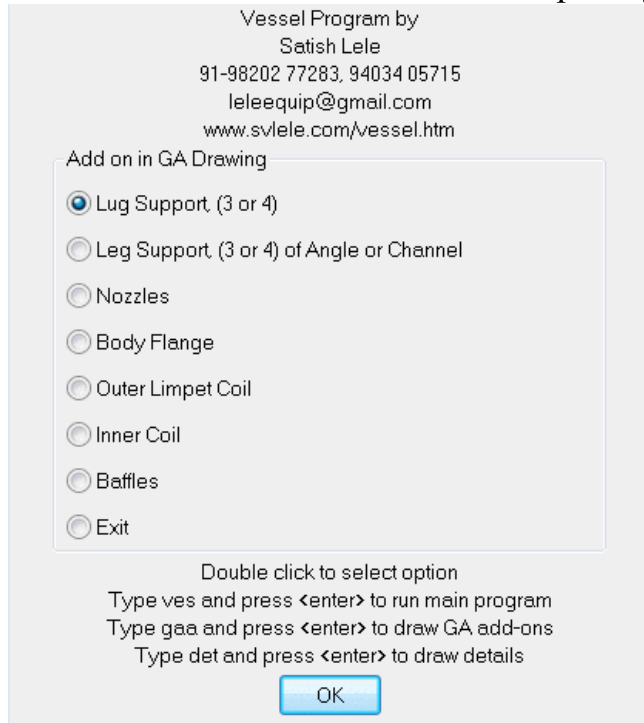 Vessel Program by
Satish Lele
91-98202 77283, 94034 05715
leleequip@gmail.com
www.svlele.com/vessel.htm
Add on in GA Drawing
Lug Support, (3 or 4)
Leg Support, (3 or 4) of Angle or Channel
Nozzles
Body Flange
Outer Limpet Coil
Inner Coil
Baffles
Exit
Double click to select option
Type ves and press <enter> to run main program
Type gaa and press <enter> to draw GA add-ons
Type det and press <enter> to draw details
OK